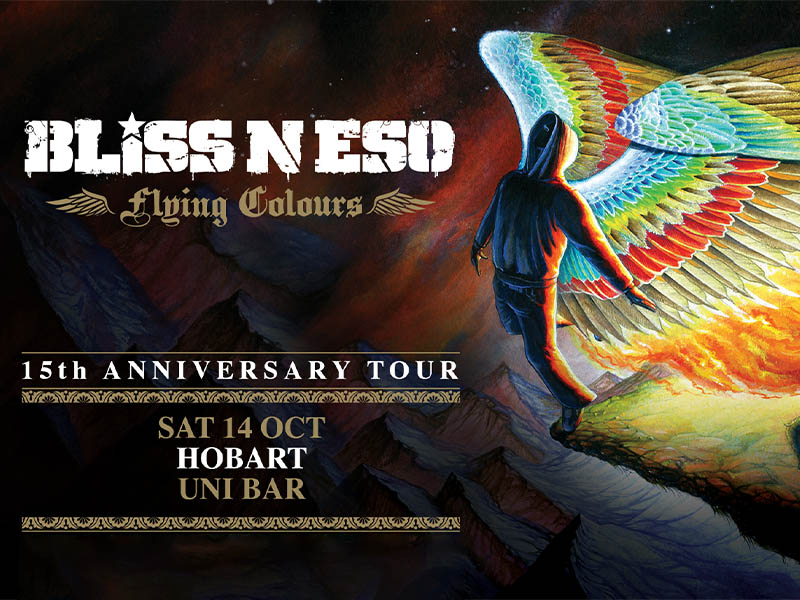 BLiSS N ESO
Flying Colours
15th ANNIVERSARY TOUR
SAT 14 OCT
HOBART
UNI BAR